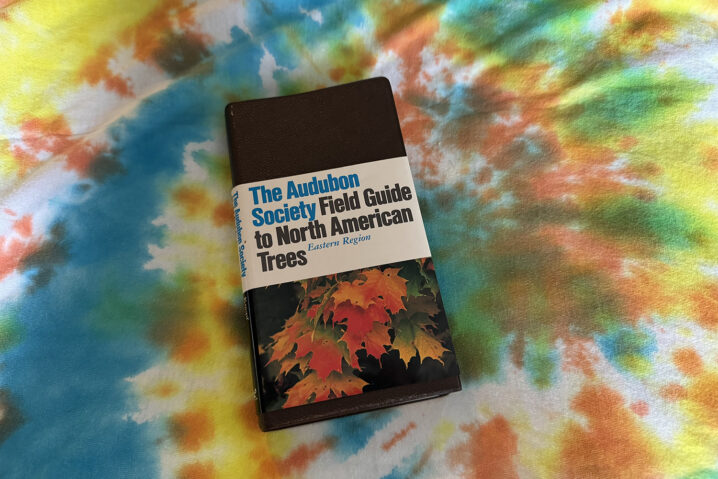 The Audubon
Society Field Guide
to North American
Trees Eastern Region
The Audubon Society